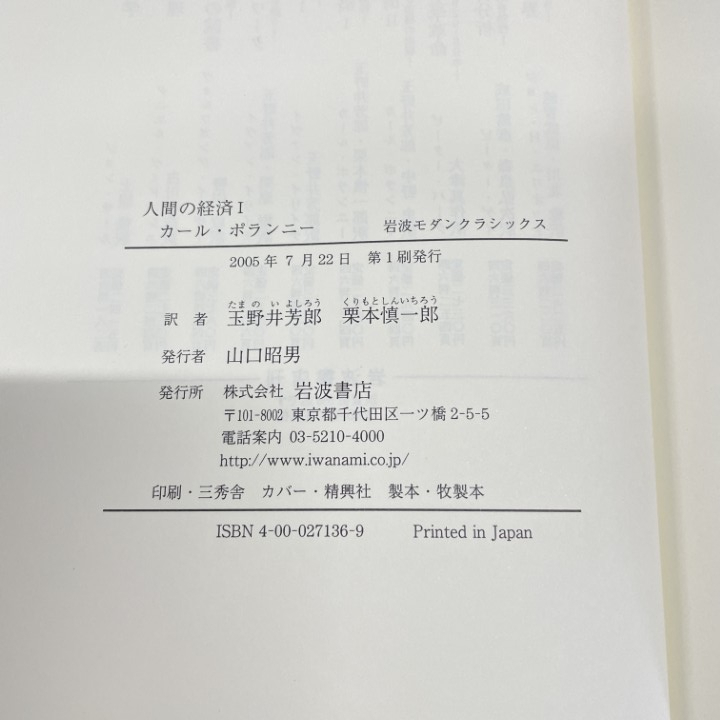 人間の経済 I
カール・ポランニー　岩波モダンクラシックス
2005年 7月22日　第1刷発行
たまのいよしろう　くりもとしんいちろう
訳者　玉野井芳郎　栗本慎一郎
発行者　山口昭男
発行所　株式会社 岩波書店
〒101-8002 東京都千代田区一ツ橋 2-5-5
電話案内 03-5210-4000
http://www.iwanami.co.jp/
印刷・三秀舎　カバー・精興社　製本・牧製本
ISBN 4-00-027136-9　Printed in Japan